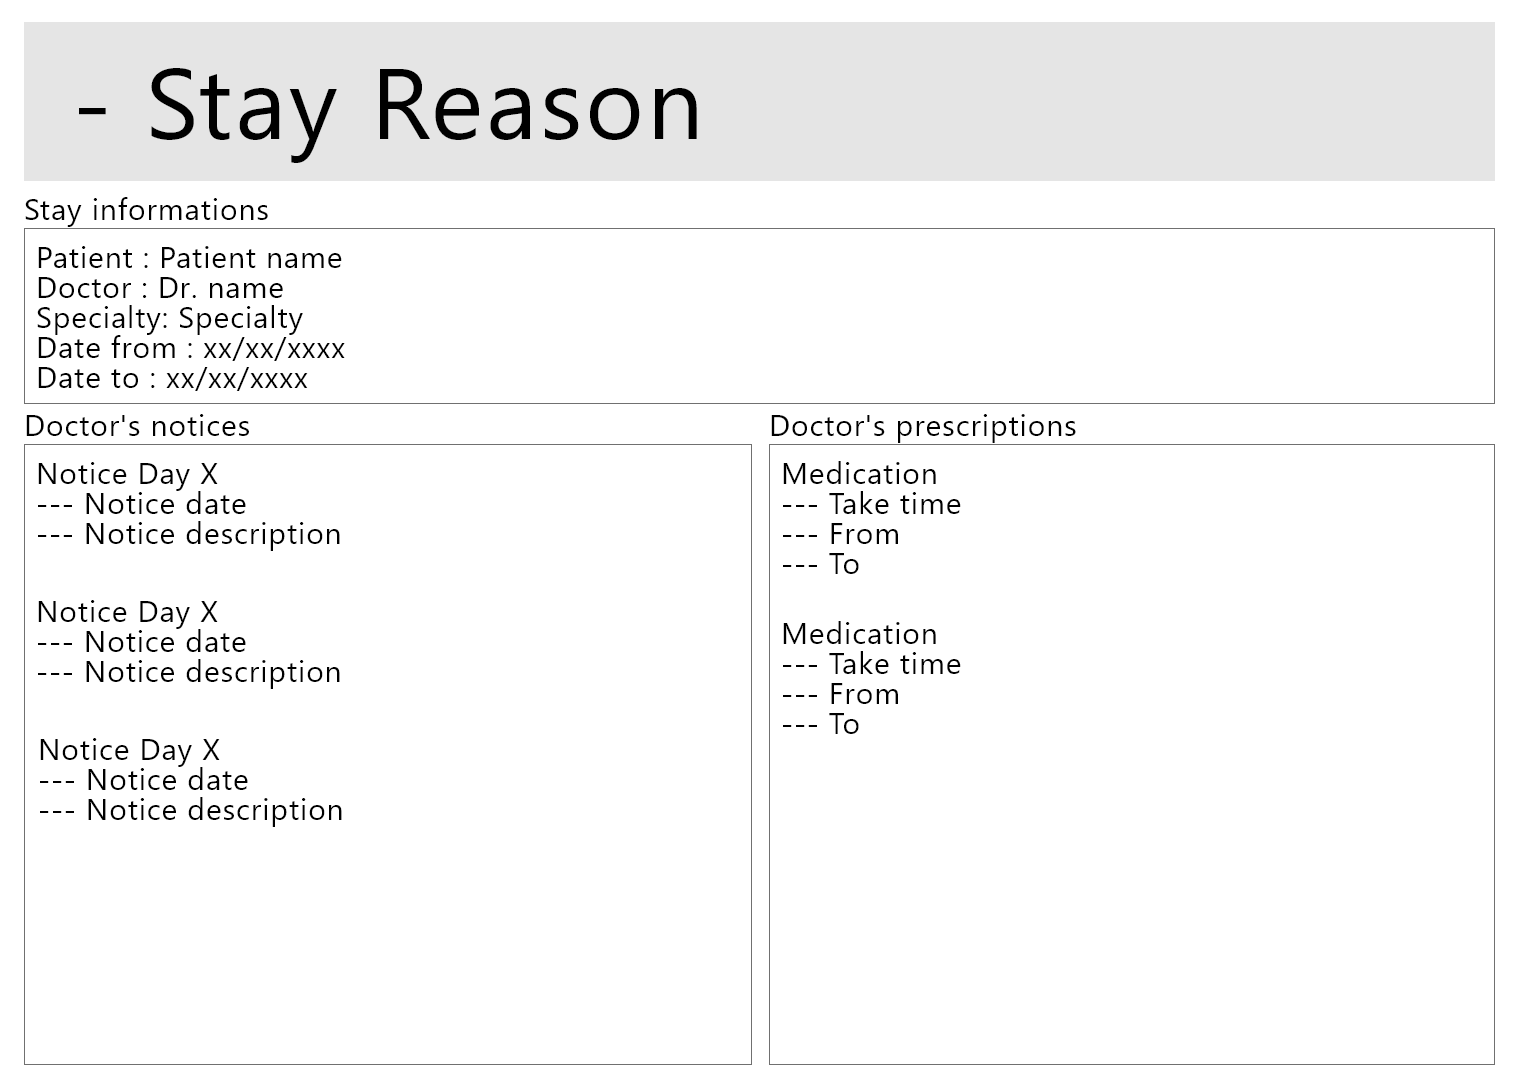 - Stay Reason
Stay informations
Patient : Patient name
Doctor : Dr. name
Specialty: Specialty
Date from : xx/xx/xxxx
Date to : xx/xx/xxxx
Doctor's notices
Notice Day X
--- Notice date
--- Notice description
Notice Day X
--- Notice date
--- Notice description
Notice Day X
--- Notice date
--- Notice description
Doctor's prescriptions
Medication
--- Take time
--- From
--- To
Medication
--- Take time
--- From
--- To